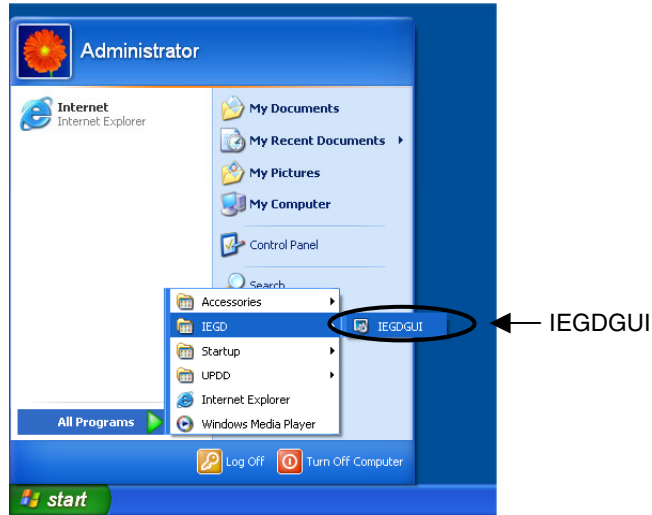 Administrator
Internet
Internet Explorer
My Documents
My Recent Documents
My Pictures
My Computer
Control Panel
Search
Accessories
IEGD
Startup
UPDD
Internet Explorer
Windows Media Player
IEGDGUI
IEGDGUI
All Programs
Log Off
Turn Off Computer
start